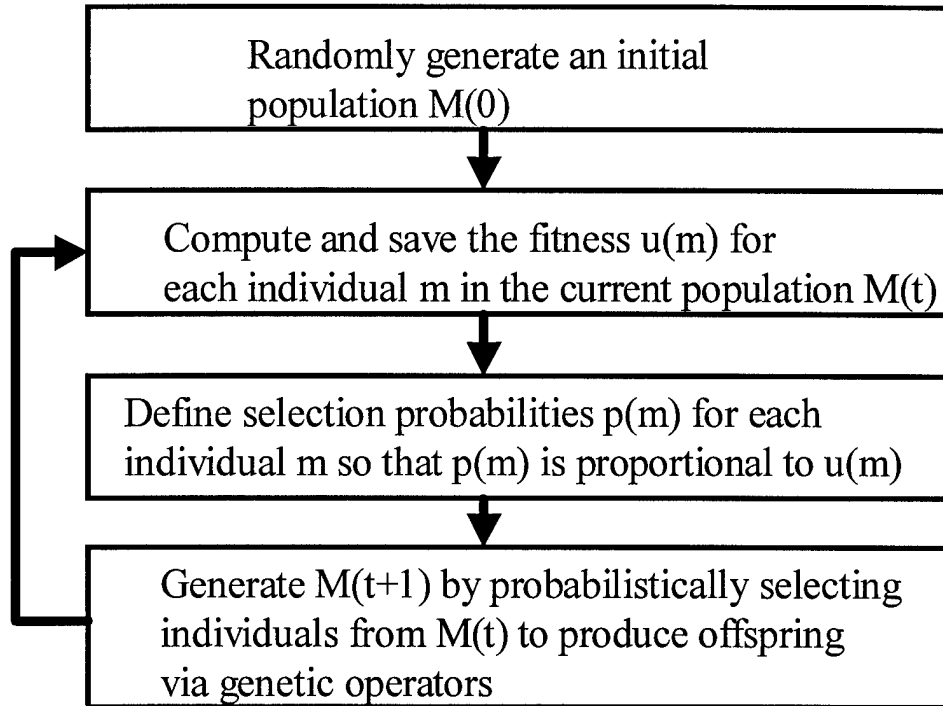 Randomly generate an initial
population M(0)
Compute and save the fitness u(m) for
each individual m in the current population M(t)
Define selection probabilities p(m) for each
individual m so that p(m) is proportional to u(m)
Generate M(t+1) by probabilistically selecting
individuals from M(t) to produce offspring
via genetic operators